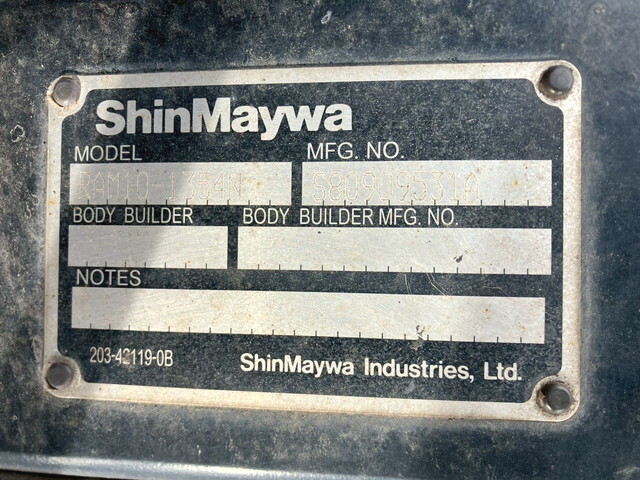 ShinMaywa
MODEL MFG. NO.
BODY BUILDER BODY BUILDER MFG. NO.
NOTES
203-42119-0B ShinMaywa Industries, Ltd.